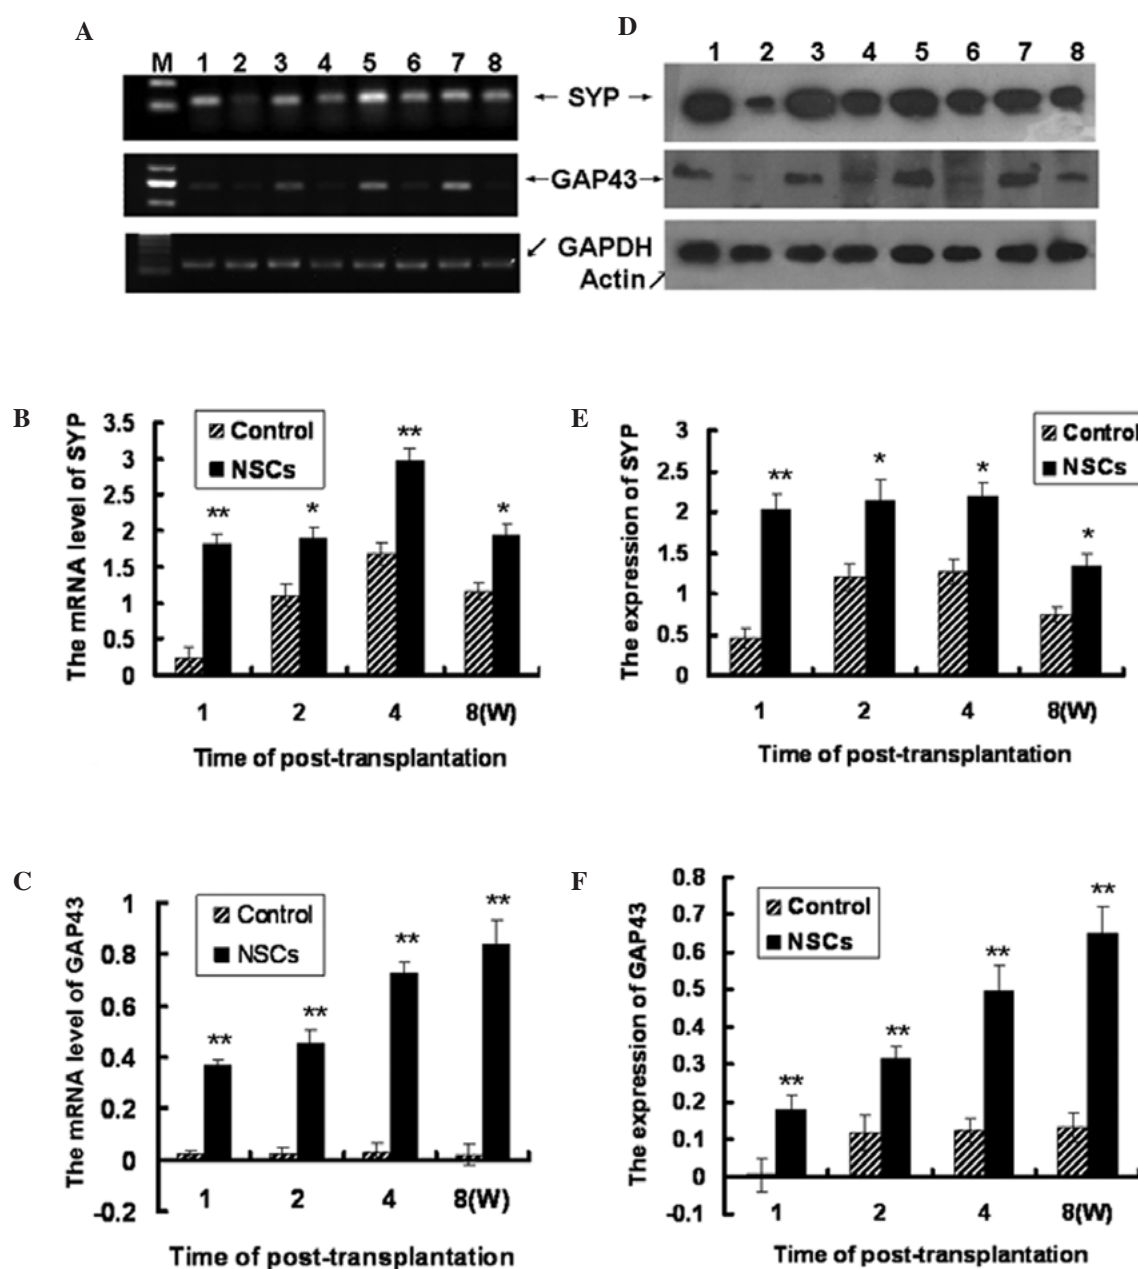 A
M 1 2 3 4 5 6 7 8
SYP
GAP43
GAPDH
Actin
D
1 2 3 4 5 6 7 8
B
The mRNA level of SYP
3.5
3
2.5
2
1.5
1
0.5
0
Control
NSCs
** * ** *
1 2 4 8(W)
Time of post-transplantation
E
The expression of SYP
3
2.5
2
1.5
1
0.5
0
Control
NSCs
** * * *
1 2 4 8(W)
Time of post-transplantation
C
The mRNA level of GAP43
1
0.8
0.6
0.4
0.2
0
-0.2
Control
NSCs
** ** ** **
1 2 4 8(W)
Time of post-transplantation
F
The expression of GAP43
0.8
0.7
0.6
0.5
0.4
0.3
0.2
0.1
0
-0.1
Control
NSCs
** ** ** **
1 2 4 8(W)
Time of post-transplantation